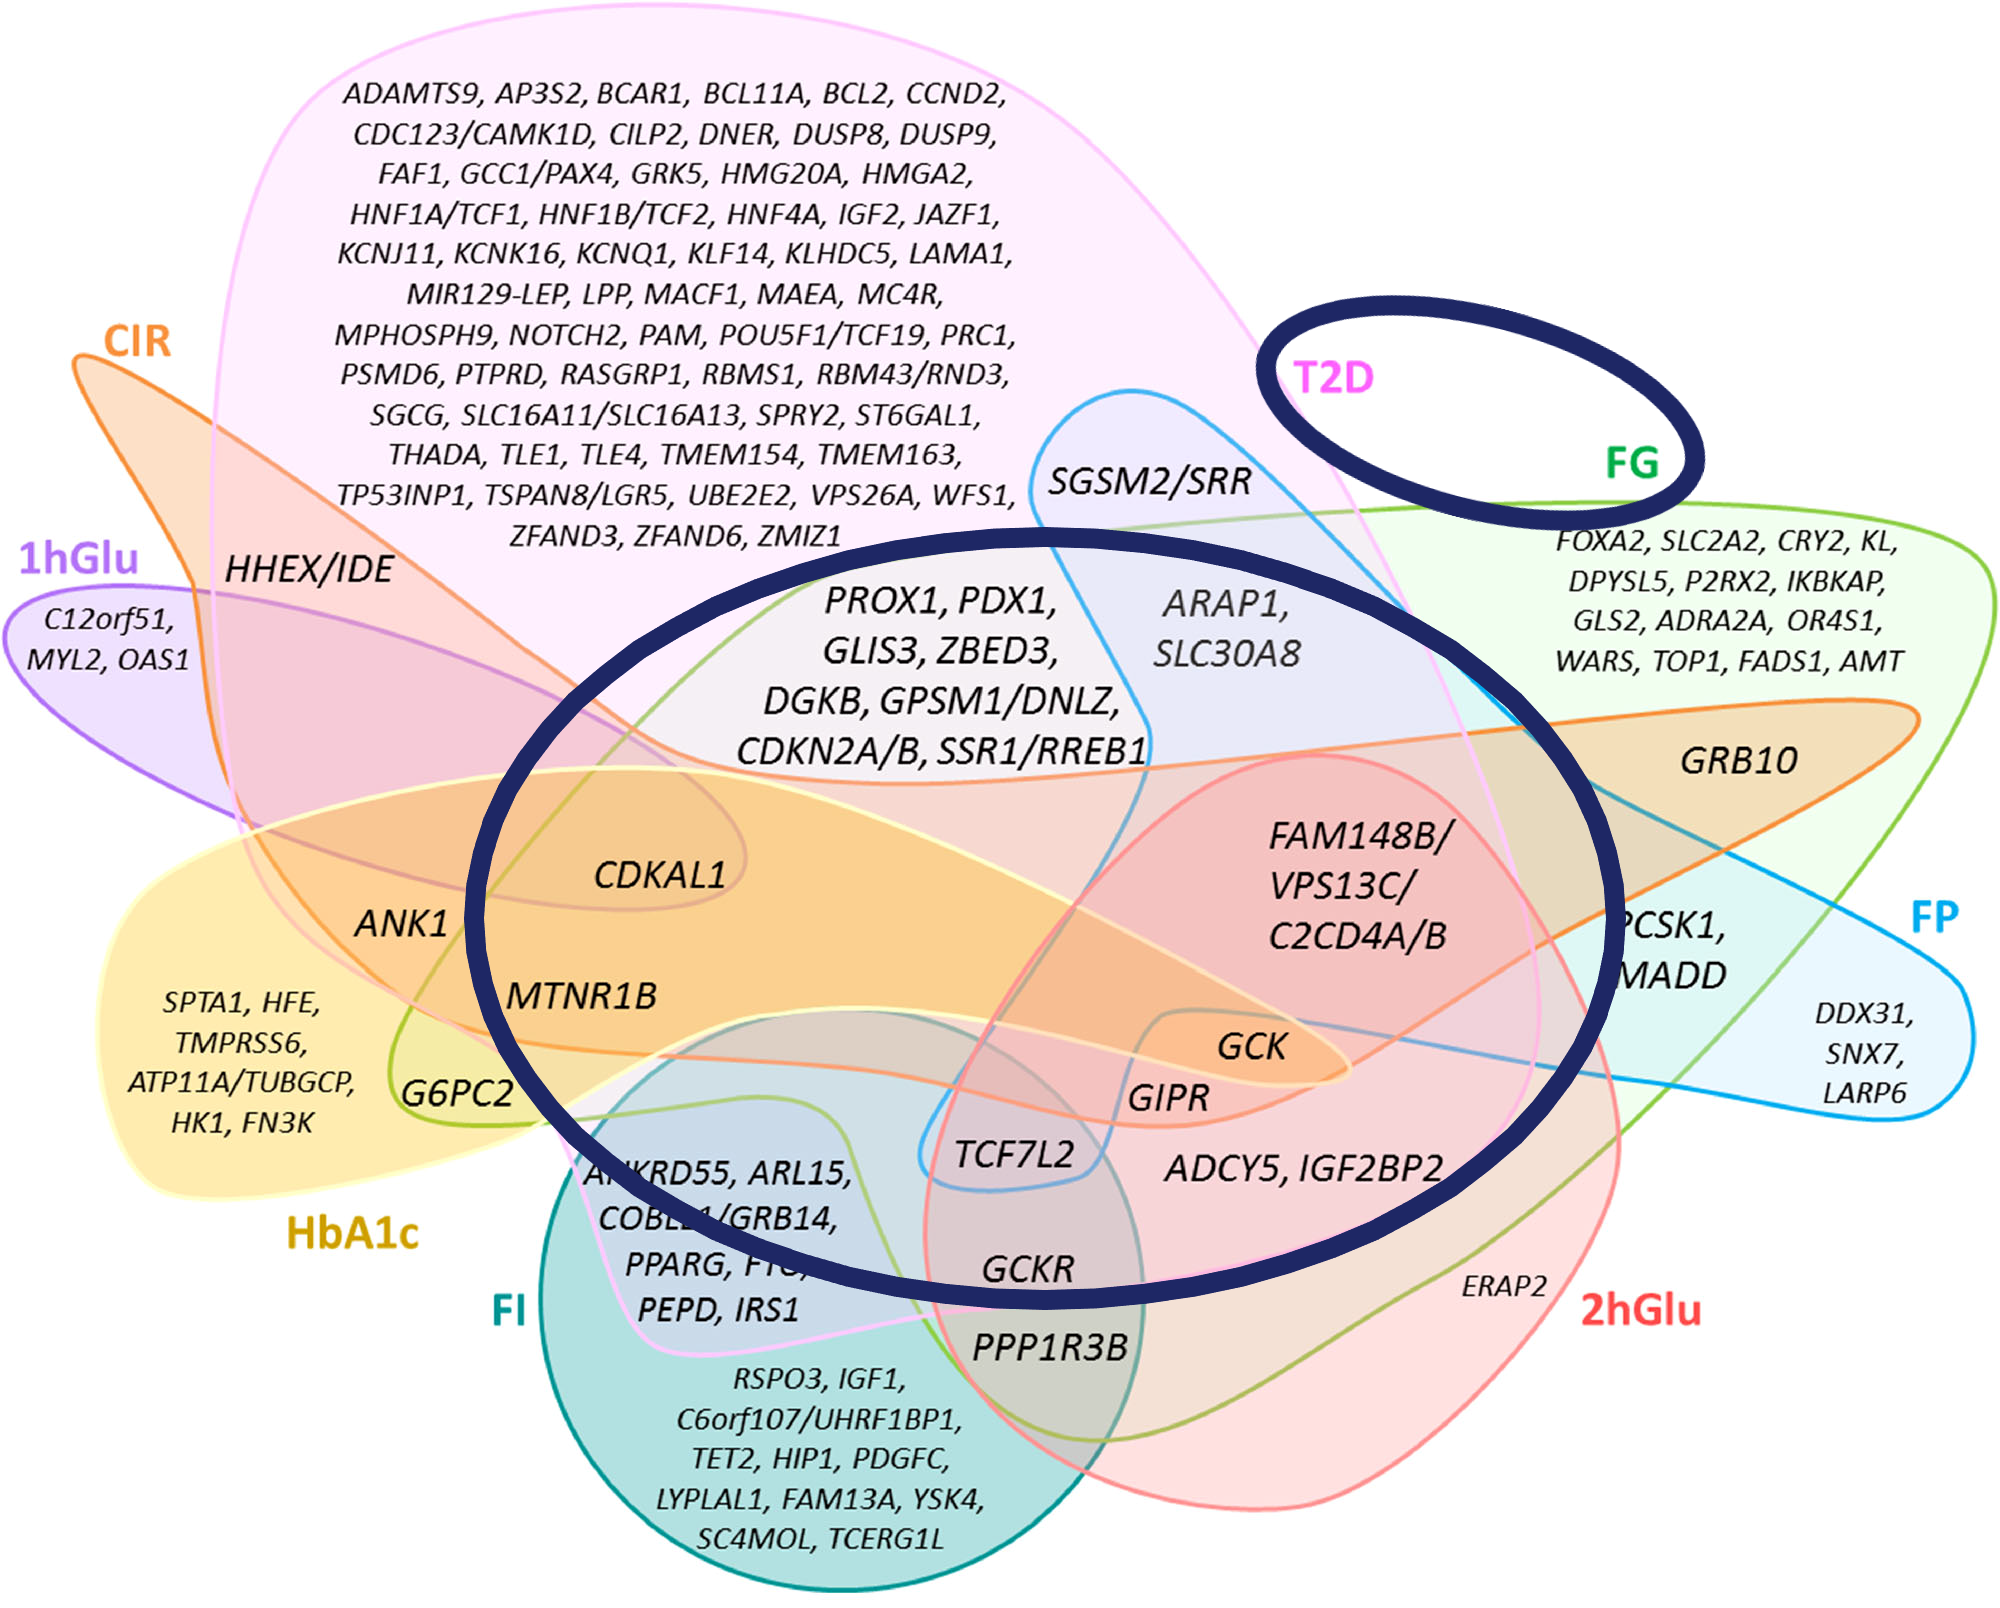 ADAMTS9, AP3S2, BCAR1, BCL11A, BCL2, CCND2,
CDC123/CAMK1D, CILP2, DNER, DUSP8, DUSP9,
FAF1, GCC1/PAX4, GRK5, HMG20A, HMGA2,
HNF1A/TCF1, HNF1B/TCF2, HNF4A, IGF2, JAZF1,
KCNJ11, KCNK16, KCNQ1, KLF14, KLHDC5, LAMA1,
MIR129-LEP, LPP, MACF1, MAEA, MC4R,
MPHOSPH9, NOTCH2, PAM, POU5F1/TCF19, PRC1,
PSMD6, PTPRD, RASGRP1, RBMS1, RBM43/RND3,
SGCG, SLC16A11/SLC16A13, SPRY2, ST6GAL1,
THADA, TLE1, TLE4, TMEM154, TMEM163,
TP53INP1, TSPAN8/LGR5, UBE2E2, VPS26A, WFS1,
ZFAND3, ZFAND6, ZMIZ1
CIR
T2D
FG
SGSM2/SRR
1hGlu
HHEX/IDE
C12orf51,
MYL2, OAS1
PROX1, PDX1,
GLIS3, ZBED3,
DGKB, GPSM1/DNLZ,
CDKN2A/B, SSR1/RREB1
ARAP1,
SLC30A8
FOXA2, SLC2A2, CRY2, KL,
DPYSL5, P2RX2, IKBKAP,
GLS2, ADRA2A, OR4S1,
WARS, TOP1, FADS1, AMT
GRB10
FAM148B/
VPS13C/
C2CD4A/B
CDKAL1
ANK1
MTNR1B
PCSK1,
MADD
FP
SPTA1, HFE,
TMPRSS6,
ATP11A/TUBGCP,
HK1, FN3K
G6PC2
GCK
GIPR
DDX31,
SNX7,
LARP6
TCF7L2
ADCY5, IGF2BP2
ANKRD55, ARL15,
COBLL1/GRB14,
PPARG, FTO,
PEPD, IRS1
HbA1c
GCKR
ERAP2
FI
2hGlu
PPP1R3B
RSPO3, IGF1,
C6orf107/UHRF1BP1,
TET2, HIP1, PDGFC,
LYPLAL1, FAM13A, YSK4,
SC4MOL, TCERG1L